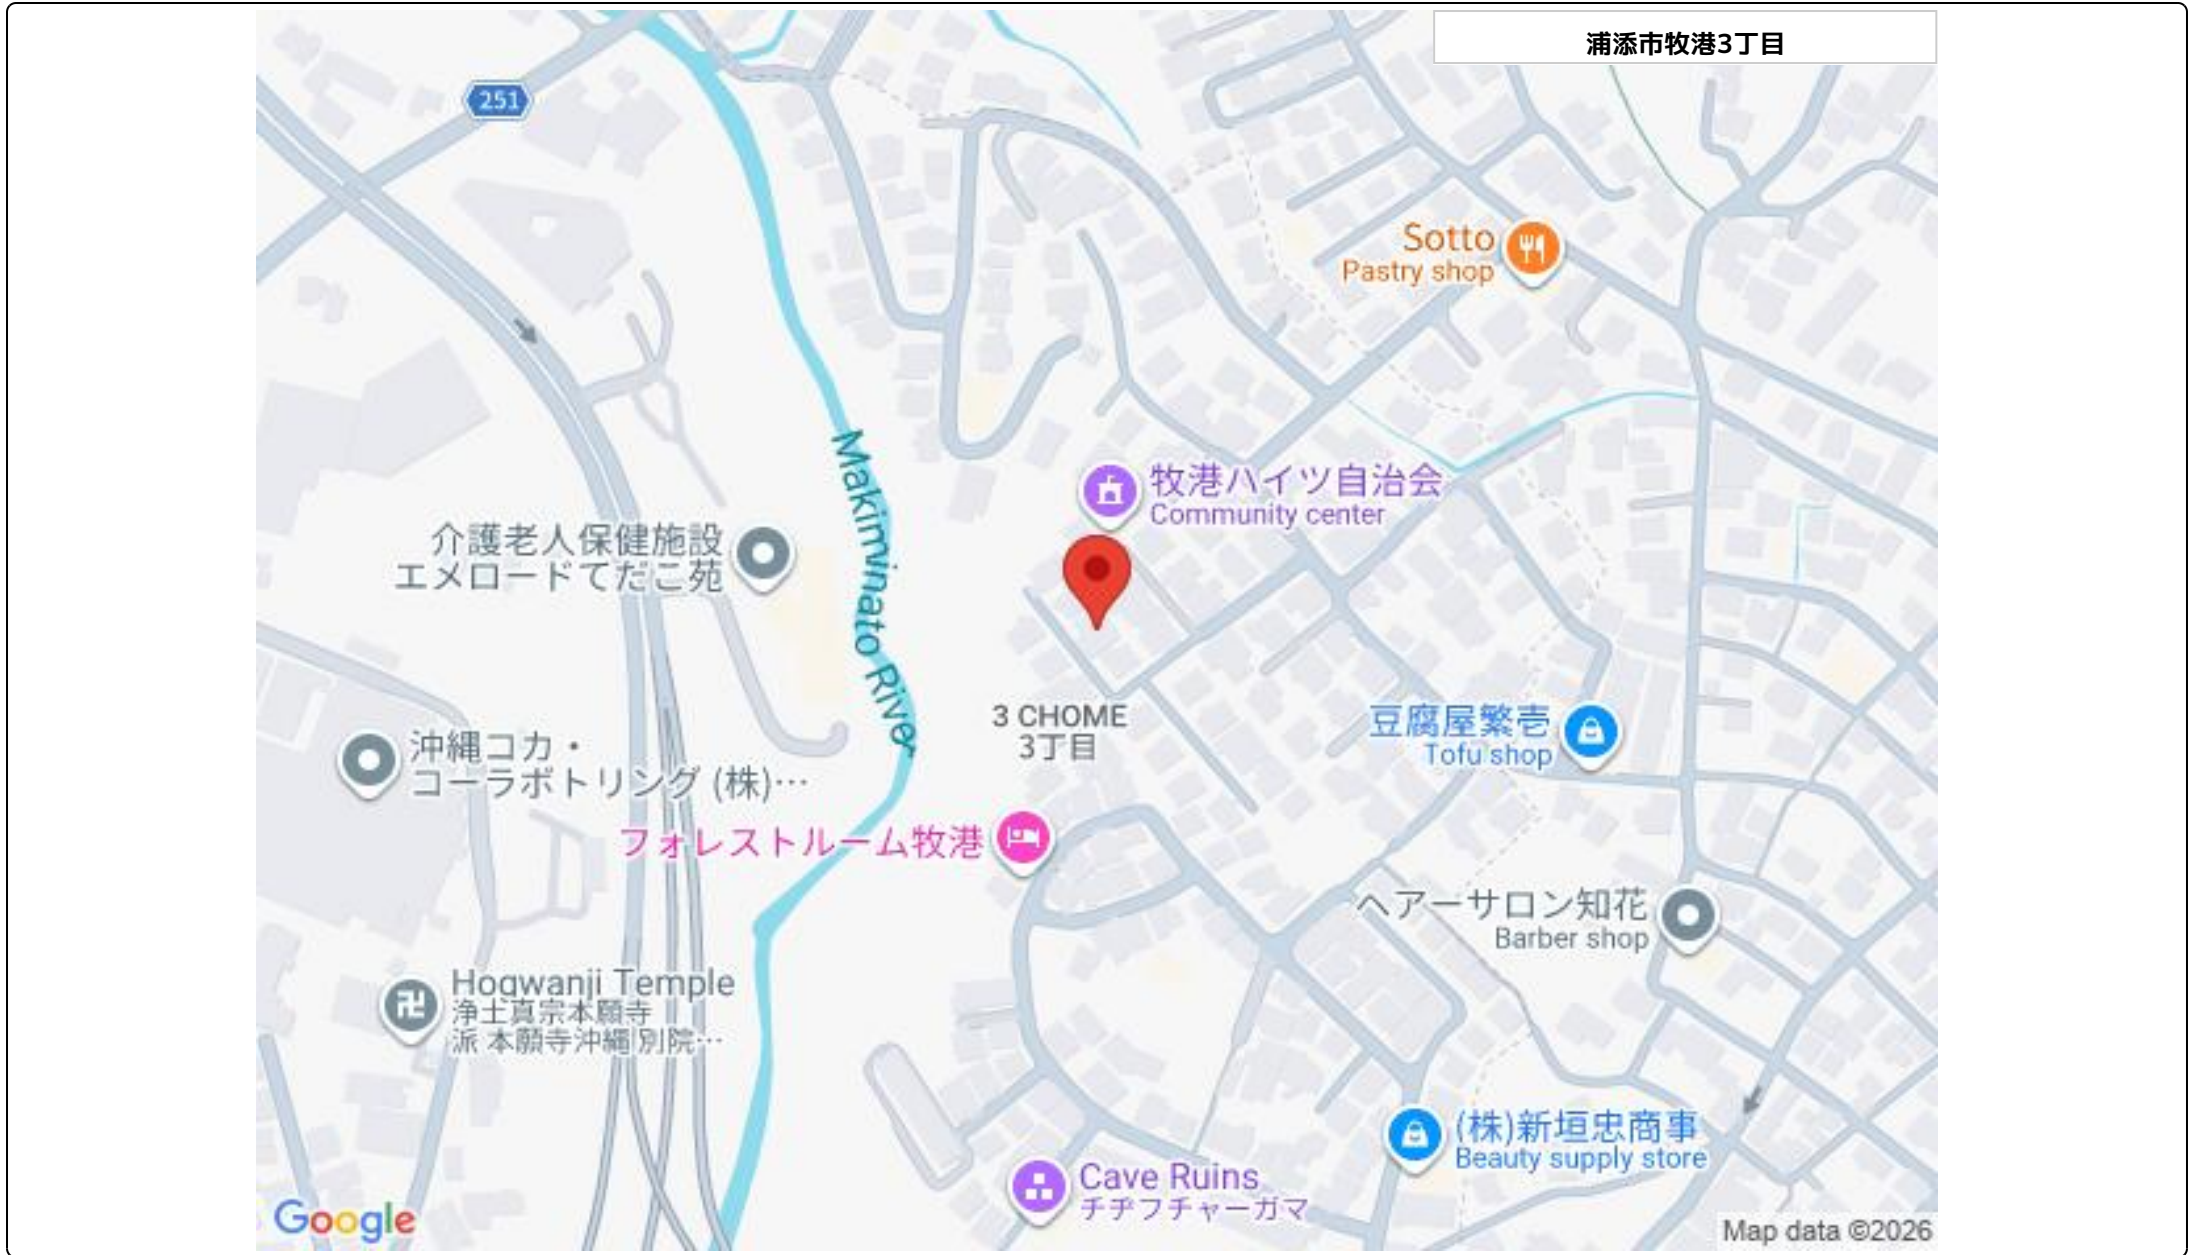 浦添市牧港3丁目
251
Sotto
Pastry shop
牧港ハイツ自治会
Community center
介護老人保健施設
エメロードてだこ苑
Makiminato River
3 CHOME
3丁目
豆腐屋繁壱
Tofu shop
沖縄コカ・
コーラボトリング (株)…
フォレストルーム牧港
ヘアーサロン知花
Barber shop
Hogwanji Temple
浄土真宗本願寺
派 本願寺沖縄別院…
(株)新垣忠商事
Beauty supply store
Cave Ruins
チヂフチャーガマ
Google
Map data ©2026